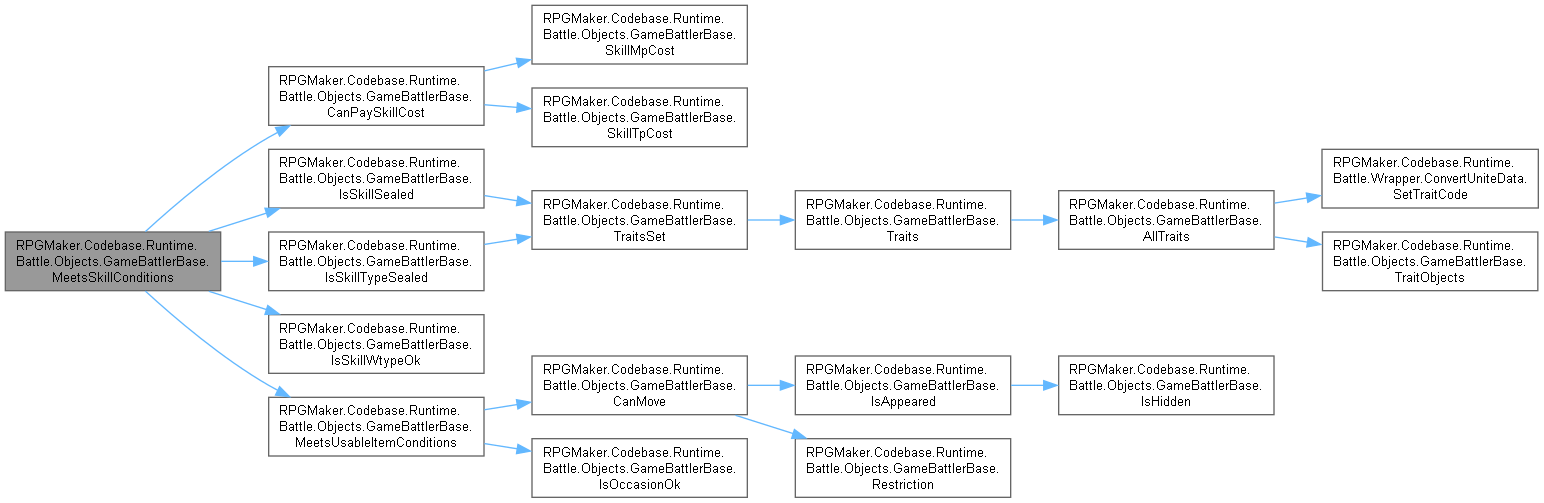 RPGMaker.Codebase.Runtime.
Battle.Objects.GameBattlerBase.
MeetsSkillConditions
RPGMaker.Codebase.Runtime.
Battle.Objects.GameBattlerBase.
CanPaySkillCost
RPGMaker.Codebase.Runtime.
Battle.Objects.GameBattlerBase.
SkillMpCost
RPGMaker.Codebase.Runtime.
Battle.Objects.GameBattlerBase.
SkillTpCost
RPGMaker.Codebase.Runtime.
Battle.Objects.GameBattlerBase.
IsSkillSealed
RPGMaker.Codebase.Runtime.
Battle.Objects.GameBattlerBase.
IsSkillTypeSealed
RPGMaker.Codebase.Runtime.
Battle.Objects.GameBattlerBase.
TraitsSet
RPGMaker.Codebase.Runtime.
Battle.Objects.GameBattlerBase.
Traits
RPGMaker.Codebase.Runtime.
Battle.Objects.GameBattlerBase.
AllTraits
RPGMaker.Codebase.Runtime.
Battle.Wrapper.ConvertUniteData.
SetTraitCode
RPGMaker.Codebase.Runtime.
Battle.Objects.GameBattlerBase.
TraitObjects
RPGMaker.Codebase.Runtime.
Battle.Objects.GameBattlerBase.
IsSkillWtypeOk
RPGMaker.Codebase.Runtime.
Battle.Objects.GameBattlerBase.
MeetsUsableItemConditions
RPGMaker.Codebase.Runtime.
Battle.Objects.GameBattlerBase.
CanMove
RPGMaker.Codebase.Runtime.
Battle.Objects.GameBattlerBase.
IsAppeared
RPGMaker.Codebase.Runtime.
Battle.Objects.GameBattlerBase.
IsHidden
RPGMaker.Codebase.Runtime.
Battle.Objects.GameBattlerBase.
IsOccasionOk
RPGMaker.Codebase.Runtime.
Battle.Objects.GameBattlerBase.
Restriction